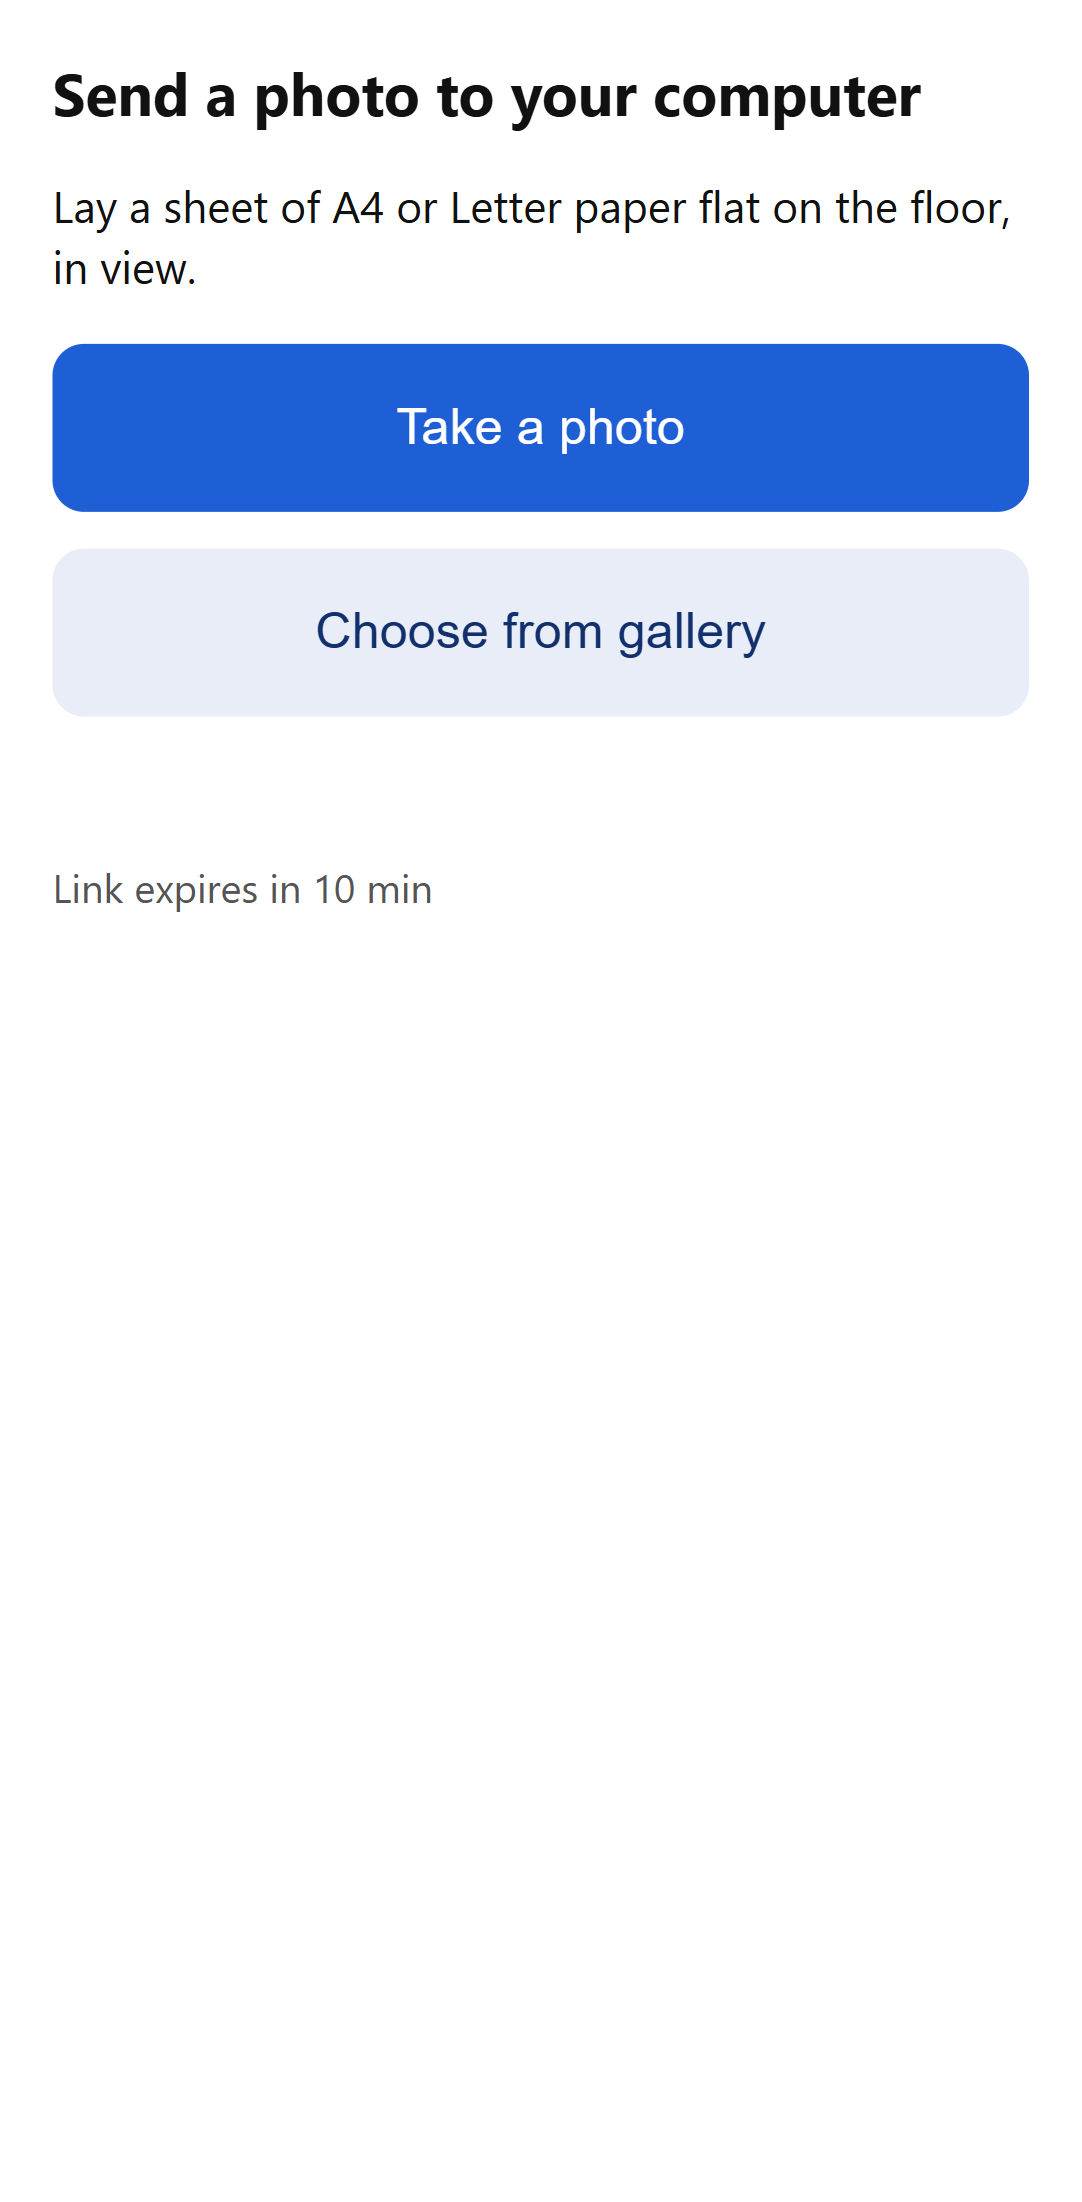 Send a photo to your computer
Lay a sheet of A4 or Letter paper flat on the floor,
in view.
Take a photo
Choose from gallery
Link expires in 10 min